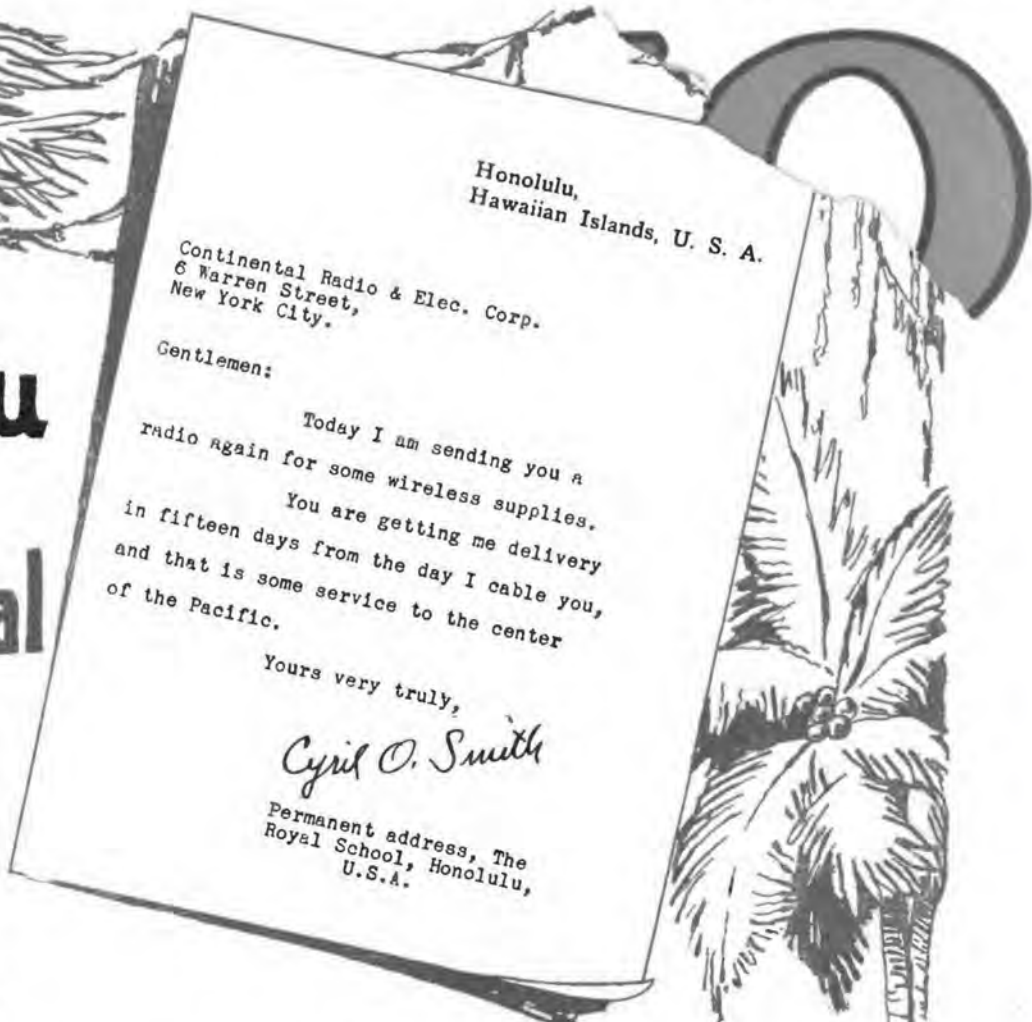 O
Honolulu,
Hawaiian Islands, U. S. A.
Continental Radio & Elec. Corp.
6 Warren Street,
New York City.
Gentlemen:
Today I am sending you a
radio again for some wireless supplies.
You are getting me delivery
in fifteen days from the day I cable you,
and that is some service to the center
of the Pacific.
Yours very truly,
Cyril O. Smith
Permanent address, The
Royal School, Honolulu,
U.S.A.
u
al